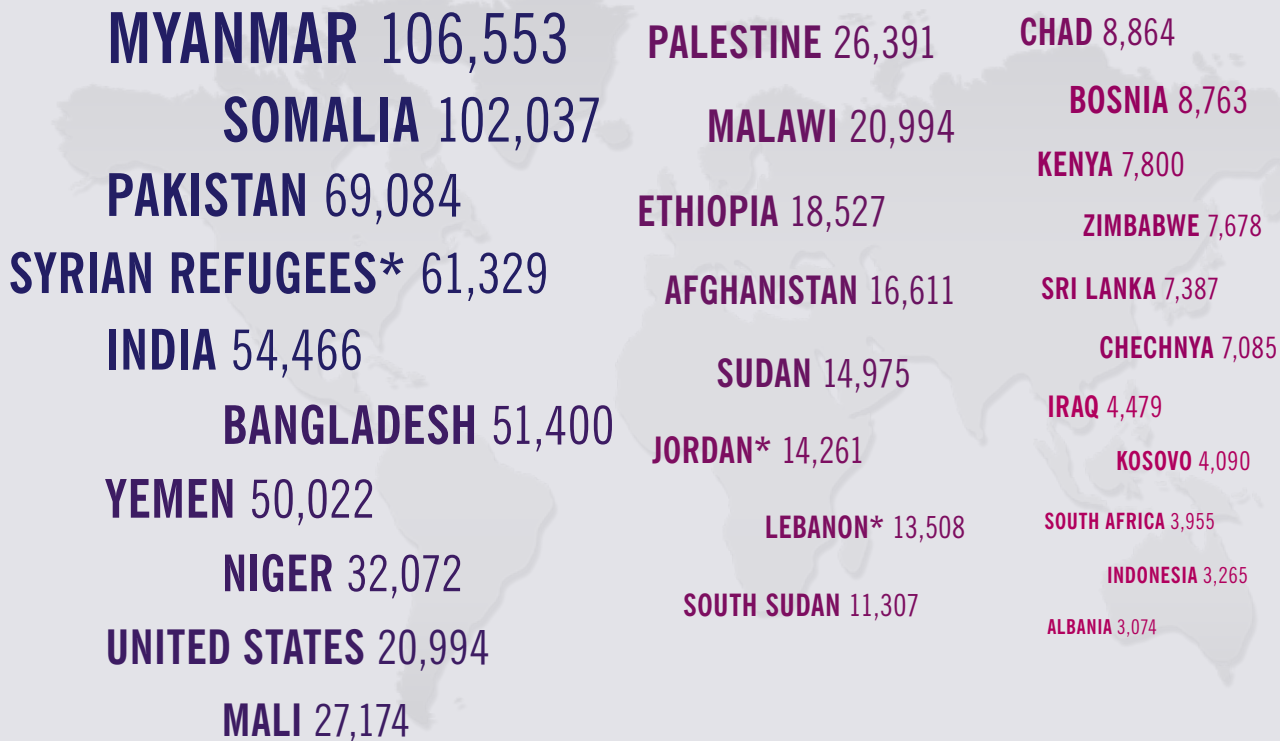 MYANMAR 106,553
SOMALIA 102,037
PAKISTAN 69,084
SYRIAN REFUGEES* 61,329
INDIA 54,466
BANGLADESH 51,400
YEMEN 50,022
NIGER 32,072
UNITED STATES 20,994
MALI 27,174
PALESTINE 26,391
MALAWI 20,994
ETHIOPIA 18,527
AFGHANISTAN 16,611
SUDAN 14,975
JORDAN* 14,261
LEBANON* 13,508
SOUTH SUDAN 11,307
CHAD 8,864
BOSNIA 8,763
KENYA 7,800
ZIMBABWE 7,678
SRI LANKA 7,387
CHECHNYA 7,085
IRAQ 4,479
KOSOVO 4,090
SOUTH AFRICA 3,955
INDONESIA 3,265
ALBANIA 3,074